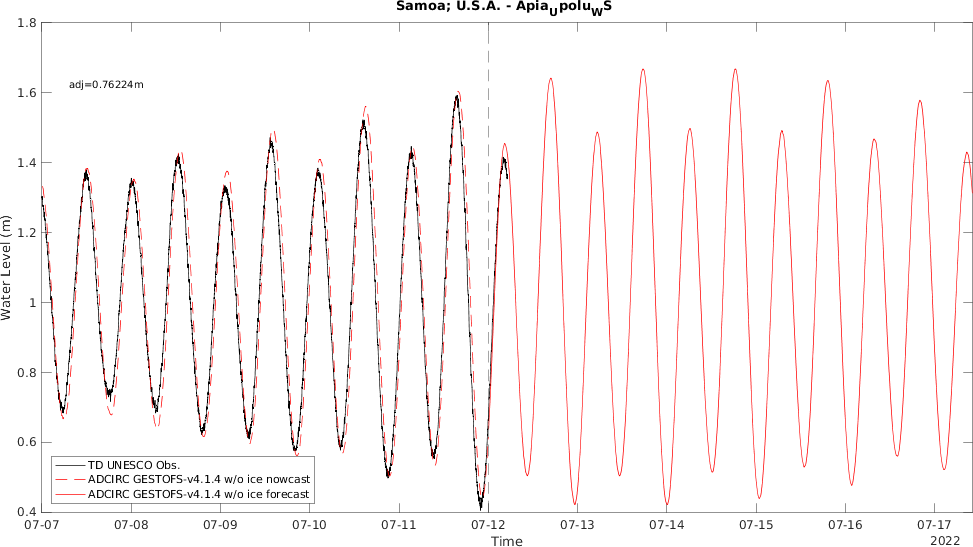 Samoa; U.S.A. - ApiaUpoluWS
1.8
adj=0.76224m
1.6
1.4
1.2
1
0.8
0.6
0.4
Water Level (m)
TD UNESCO Obs.
ADCIRC GESTOFS-v4.1.4 w/o ice nowcast
ADCIRC GESTOFS-v4.1.4 w/o ice forecast
07-07 07-08 07-09 07-10 07-11 07-12 07-13 07-14 07-15 07-16 07-17
Time
2022